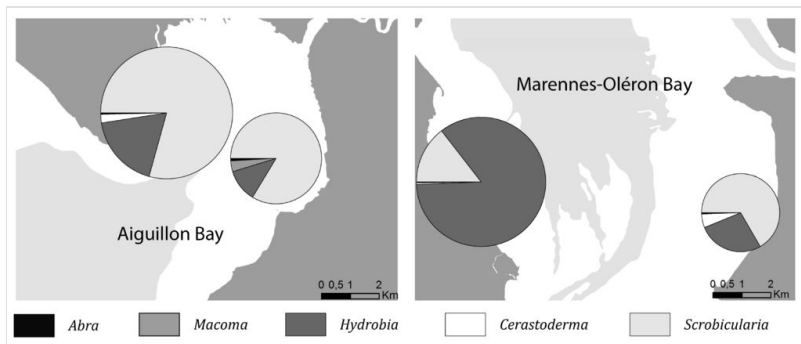 Marennes-Oléron Bay
Aiguillon Bay
0 0,5 1 2
Km
0 0,5 1 2
Km
Abra Macoma Hydrobia Cerastoderma Scrobicularia